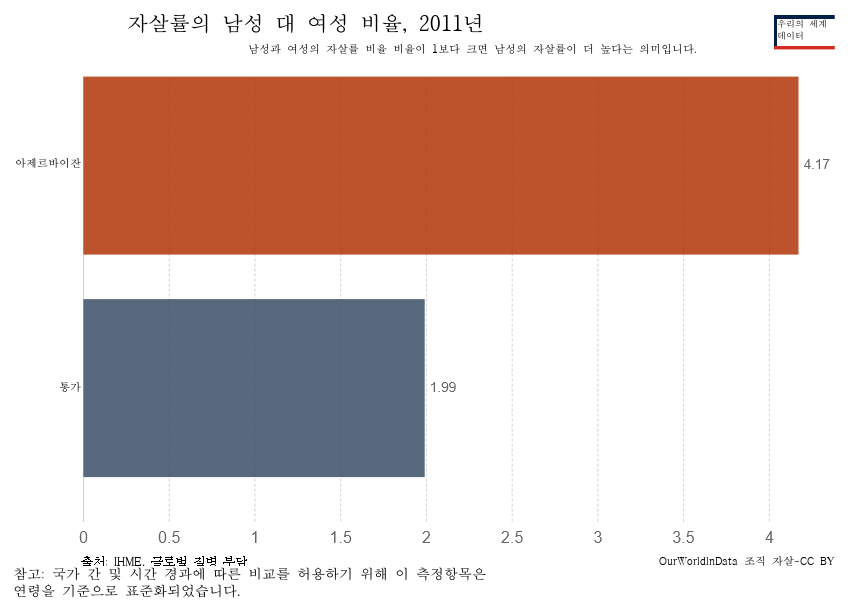 자살률의 남성 대 여성 비율, 2011년
우리의 세계
데이터
남성과 여성의 자살률 비율 비율이 1보다 크면 남성의 자살률이 더 높다는 의미입니다.
아제르바이잔
4.17
통가
1.99
0 0.5 1 1.5 2 2.5 3 3.5 4
출처: IHME, 글로벌 질병 부담
OurWorldInData 조직 자살-CC BY
참고: 국가 간 및 시간 경과에 따른 비교를 허용하기 위해 이 측정항목은
연령을 기준으로 표준화되었습니다.